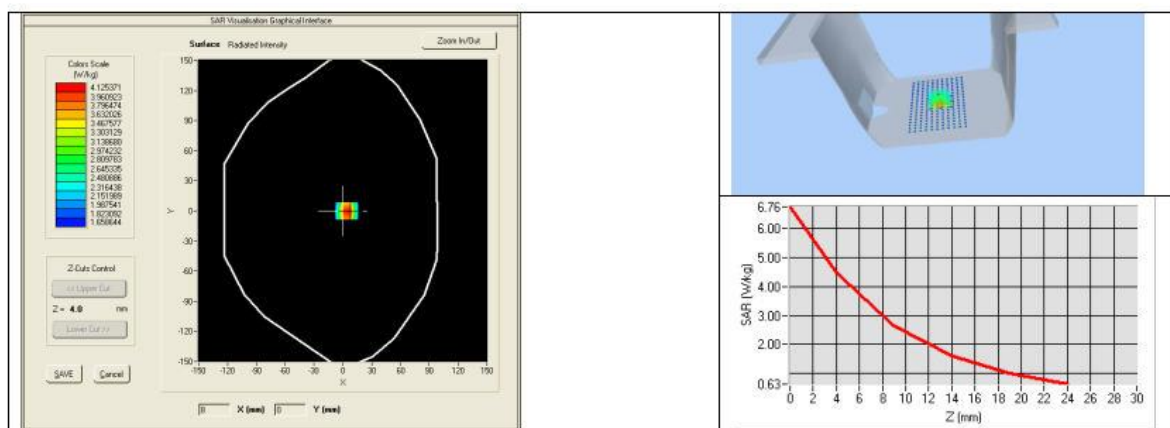 SAR Visualisation Graphical Interface
Surface Radiated Intensity
Zoom In/Out
Colors Scale
(W/kg)
4.125371
3.960923
3.796474
3.632026
3.467577
3.303129
3.138680
2.974232
2.809783
2.645335
2.480886
2.316438
2.151989
1.987541
1.823092
1.658644
150
120
90
60
30
Y
0
-30
-60
-90
-120
-150
-150 -120 -90 -60 -30 0 30 60 90 120 150
X
Z-Cuts Control
<< Upper Cut
Z = 4.0 mm
Lower Cut >>
SAVE Cancel
8 X (mm) 0 Y (mm)
6.76
6.00
5.00
4.00
3.00
2.00
0.63
SAR (W/kg)
0 2 4 6 8 10 12 14 16 18 20 22 24 26 28 30
Z (mm)